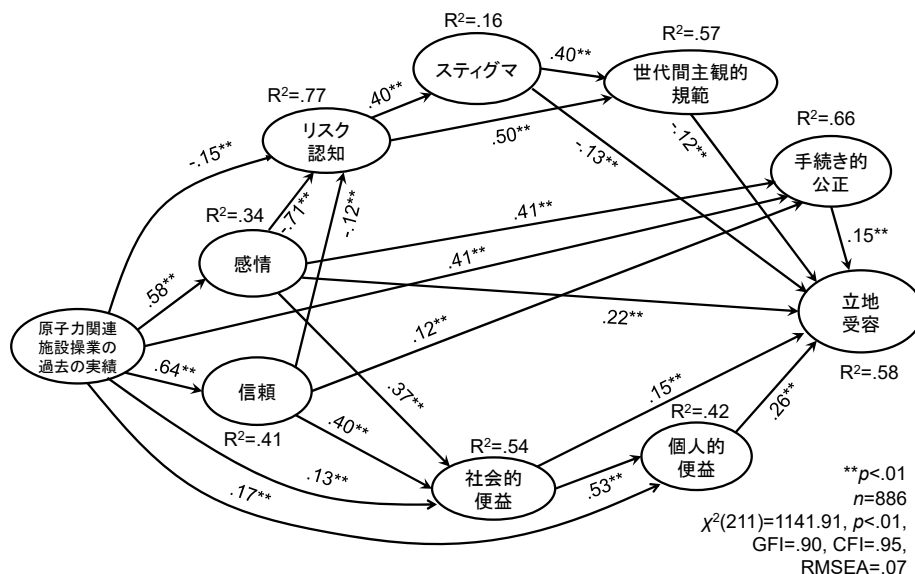 R²=.16
スティグマ
.40**
R²=.57
世代間主観的
規範
R²=.77
リスク
認知
.40**
.50**
-.12**
R²=.66
手続き的
公正
-.15**
-.13**
R²=.34
感情
-.71**
-.12**
.41**
.41**
.15**
.58**
原子力関連
施設操業の
過去の実績
.22**
立地
受容
R²=.58
.64**
信頼
R²=.41
.12**
.37**
.40**
.15**
.26**
R²=.42
個人的
便益
R²=.54
社会的
便益
.13**
.17**
.53**
**p<.01
n=886
χ²(211)=1141.91, p<.01,
GFI=.90, CFI=.95,
RMSEA=.07